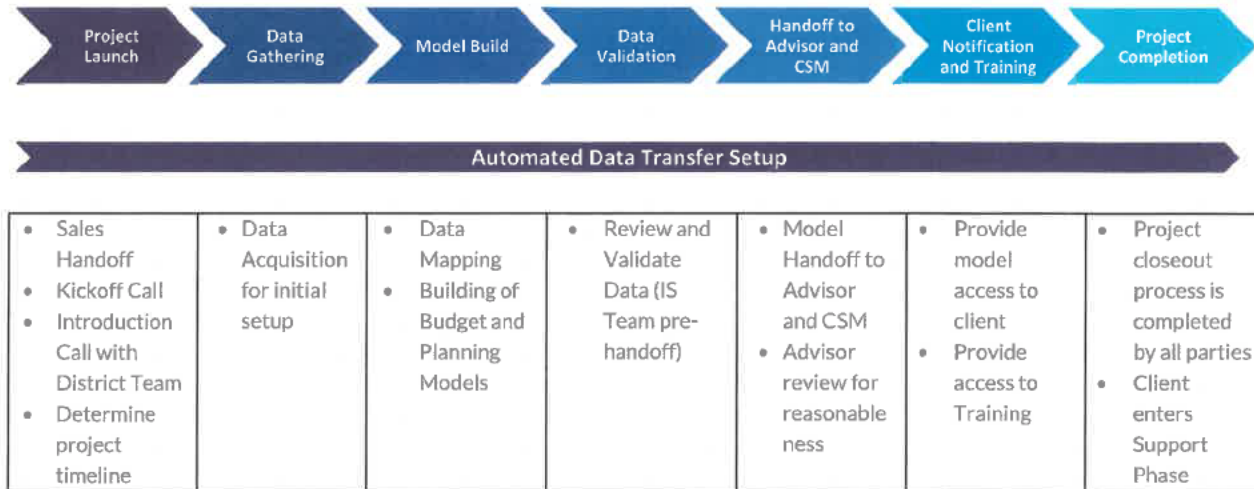 Project
Launch
Data
Gathering
Model Build
Data
Validation
Handoff to
Advisor and
CSM
Client
Notification
and Training
Project
Completion
Automated Data Transfer Setup
• Sales
Handoff
• Kickoff Call
• Introduction
Call with
District Team
• Determine
project
timeline
• Data
Acquisition
for initial
setup
• Data
Mapping
• Building of
Budget and
Planning
Models
• Review and
Validate
Data (IS
Team pre-
handoff)
• Model
Handoff to
Advisor
and CSM
• Advisor
review for
reasonable
ness
• Provide
model
access to
client
• Provide
access to
Training
• Project
closeout
process is
completed
by all parties
• Client
enters
Support
Phase